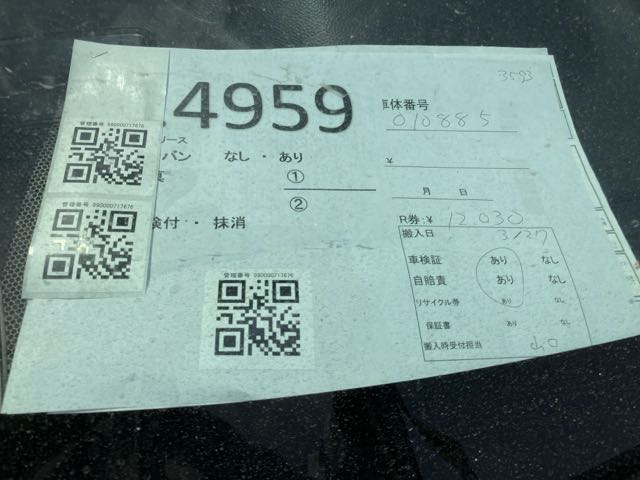 3593
4959
車体番号
010885
リース
バン なし・あり
¥
①
②
月 日
検付・抹消
R券:¥ 12,030
搬入日 3/27
車検証 あり なし
自賠責 あり なし
リサイクル券 あり なし
保証書 あり なし
搬入時受付担当
管理番号 090000717676
管理番号 090000717676
管理番号 090000717676